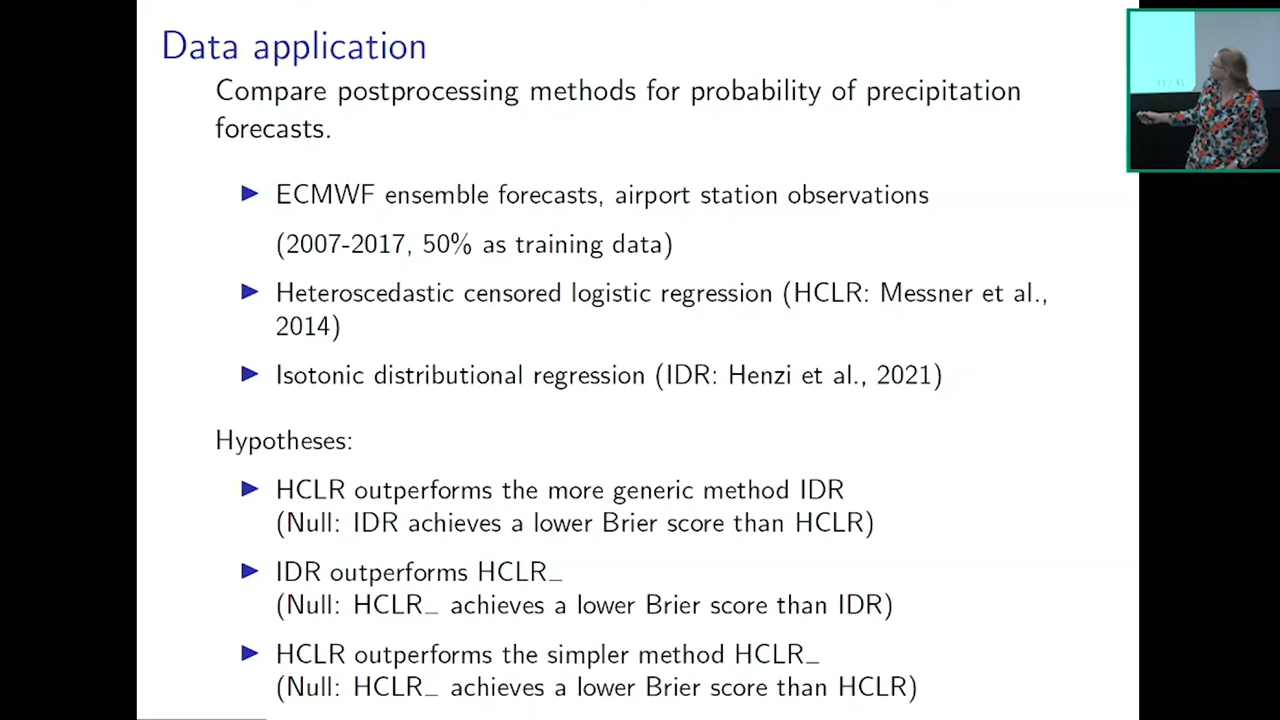 Data application
Compare postprocessing methods for probability of precipitation
forecasts.
▶ ECMWF ensemble forecasts, airport station observations
(2007-2017, 50% as training data)
▶ Heteroscedastic censored logistic regression (HCLR: Messner et al.,
2014)
▶ Isotonic distributional regression (IDR: Henzi et al., 2021)
Hypotheses:
▶ HCLR outperforms the more generic method IDR
(Null: IDR achieves a lower Brier score than HCLR)
▶ IDR outperforms HCLR_
(Null: HCLR_ achieves a lower Brier score than IDR)
▶ HCLR outperforms the simpler method HCLR_
(Null: HCLR_ achieves a lower Brier score than HCLR)